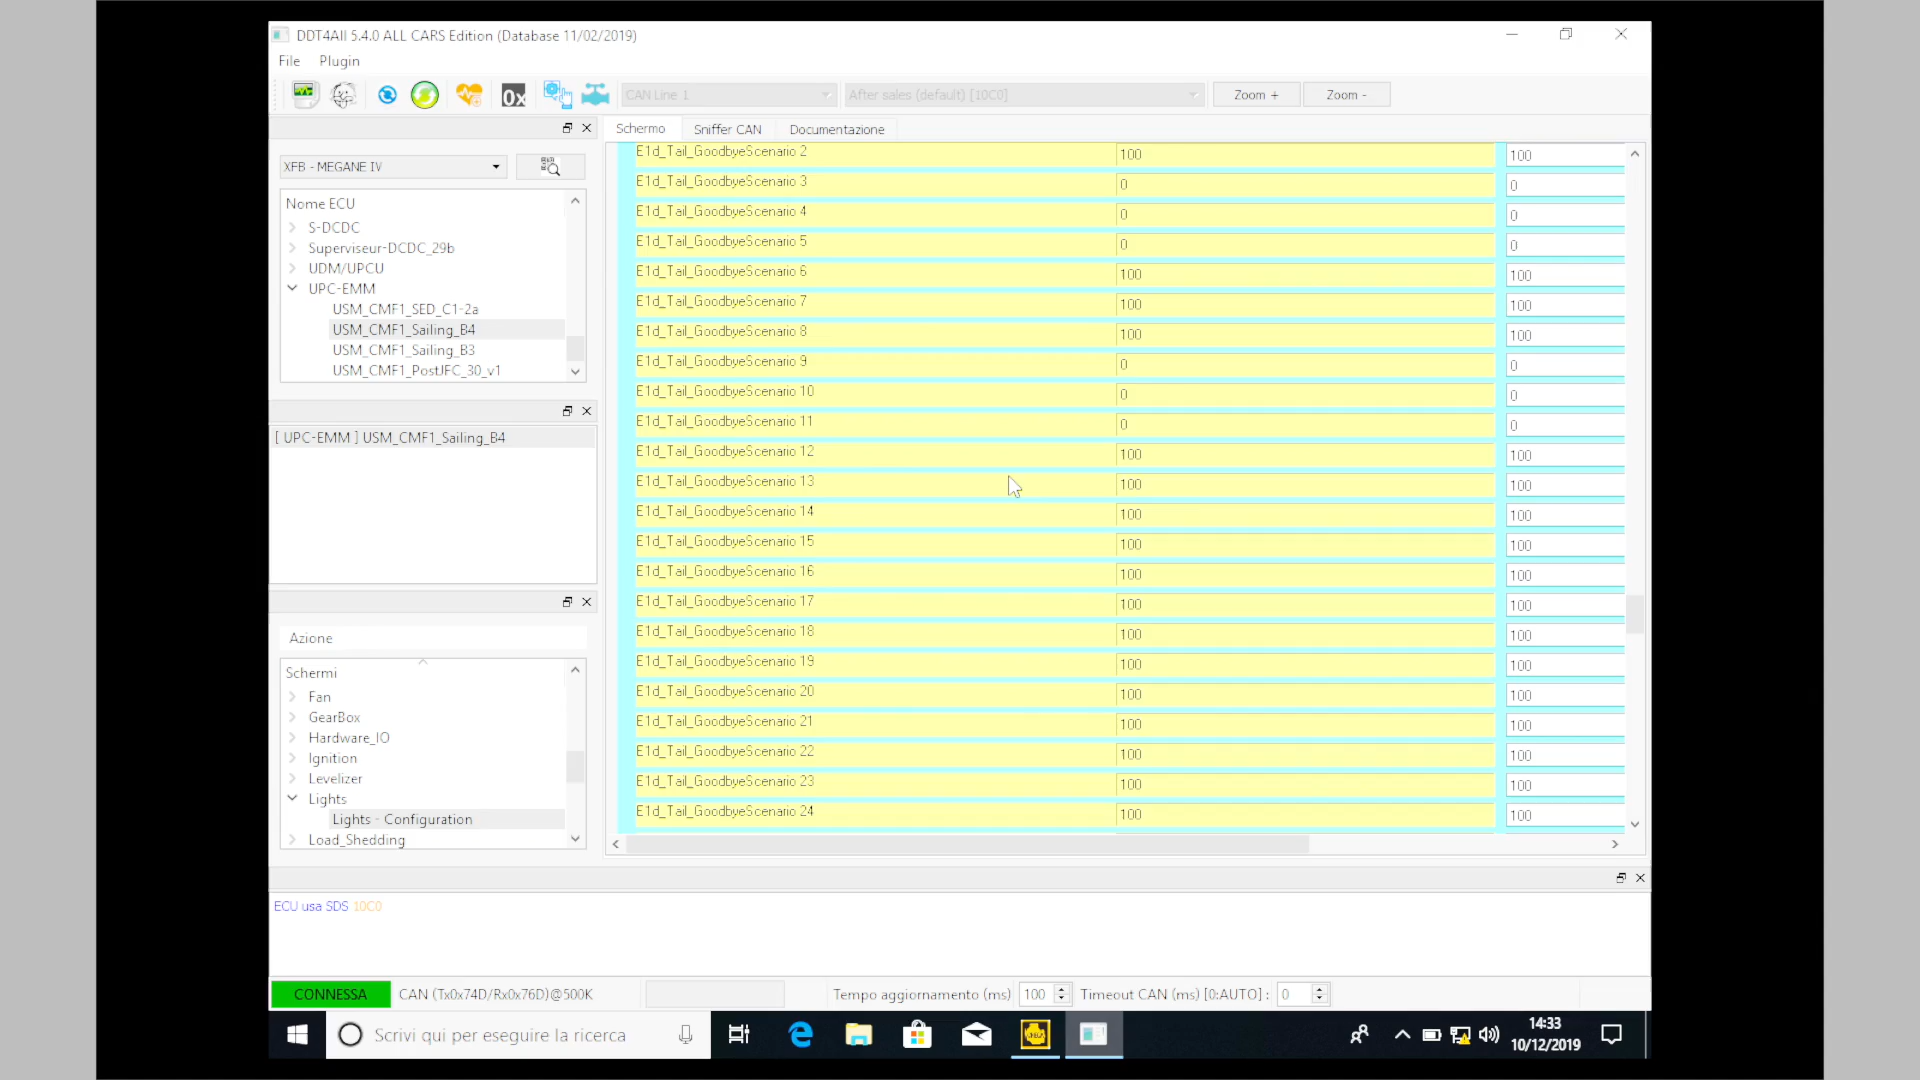 DDT4All 5.4.0 ALL CARS Edition (Database 11/02/2019)
File Plugin
0x
CAN Line 1
After sales (default) [10C0]
Zoom +
Zoom -
Schermo
Sniffer CAN
Documentazione
XFB - MEGANE IV
Nome ECU
S-DCDC
Superviseur-DCDC_29b
UDM/UPCU
UPC-EMM
USM_CMF1_SED_C1-2a
USM_CMF1_Sailing_B4
USM_CMF1_Sailing_B3
USM_CMF1_PostJFC_30_v1
[ UPC-EMM ] USM_CMF1_Sailing_B4
Azione
Schermi
Fan
GearBox
Hardware_IO
Ignition
Levelizer
Lights
Lights - Configuration
Load_Shedding
E1d_Tail_GoodbyeScenario 2 100 100
E1d_Tail_GoodbyeScenario 3 0 0
E1d_Tail_GoodbyeScenario 4 0 0
E1d_Tail_GoodbyeScenario 5 0 0
E1d_Tail_GoodbyeScenario 6 100 100
E1d_Tail_GoodbyeScenario 7 100 100
E1d_Tail_GoodbyeScenario 8 100 100
E1d_Tail_GoodbyeScenario 9 0 0
E1d_Tail_GoodbyeScenario 10 0 0
E1d_Tail_GoodbyeScenario 11 0 0
E1d_Tail_GoodbyeScenario 12 100 100
E1d_Tail_GoodbyeScenario 13 100 100
E1d_Tail_GoodbyeScenario 14 100 100
E1d_Tail_GoodbyeScenario 15 100 100
E1d_Tail_GoodbyeScenario 16 100 100
E1d_Tail_GoodbyeScenario 17 100 100
E1d_Tail_GoodbyeScenario 18 100 100
E1d_Tail_GoodbyeScenario 19 100 100
E1d_Tail_GoodbyeScenario 20 100 100
E1d_Tail_GoodbyeScenario 21 100 100
E1d_Tail_GoodbyeScenario 22 100 100
E1d_Tail_GoodbyeScenario 23 100 100
E1d_Tail_GoodbyeScenario 24 100 100
ECU usa SDS 10C0
CONNESSA CAN (Tx0x74D/Rx0x76D)@500K Tempo aggiornamento (ms) 100 Timeout CAN (ms) [0:AUTO] : 0
Scrivi qui per eseguire la ricerca
14:33
10/12/2019